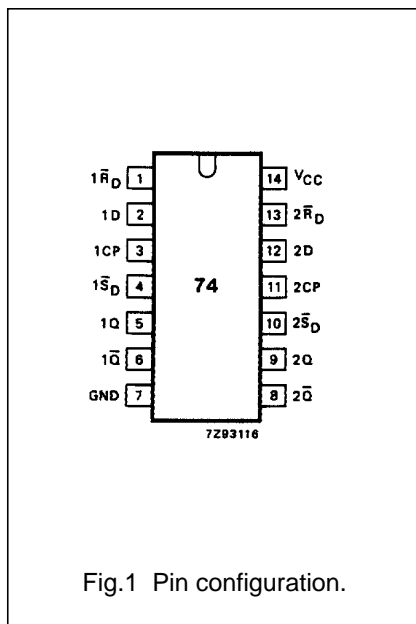 1R̅D 1 14 VCC
1D 2 13 2R̅D
1CP 3 12 2D
1S̅D 4 74 11 2CP
1Q 5 10 2S̅D
1Q̅ 6 9 2Q
GND 7 8 2Q̅
7Z93116
Fig.1 Pin configuration.